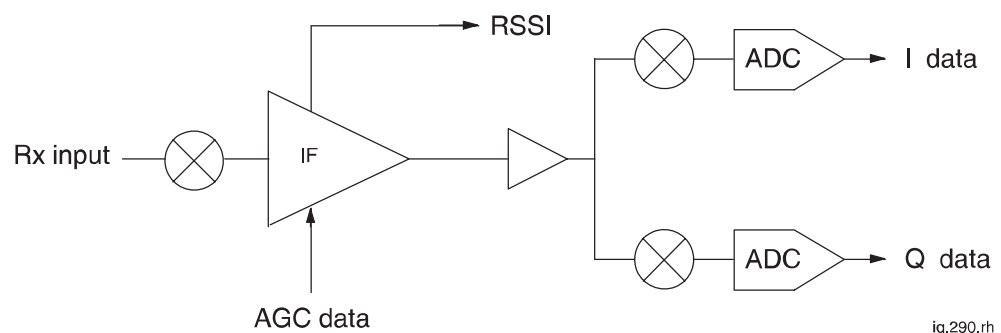 RSSI
ADC
I data
Rx input
IF
ADC
Q data
AGC data
ig.290.rh